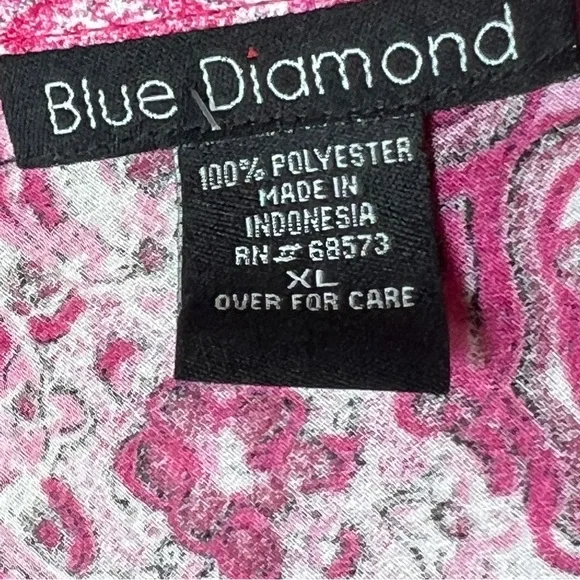 Blue Diamond
100% POLYESTER
MADE IN
INDONESIA
RN# 68573
XL
OVER FOR CARE